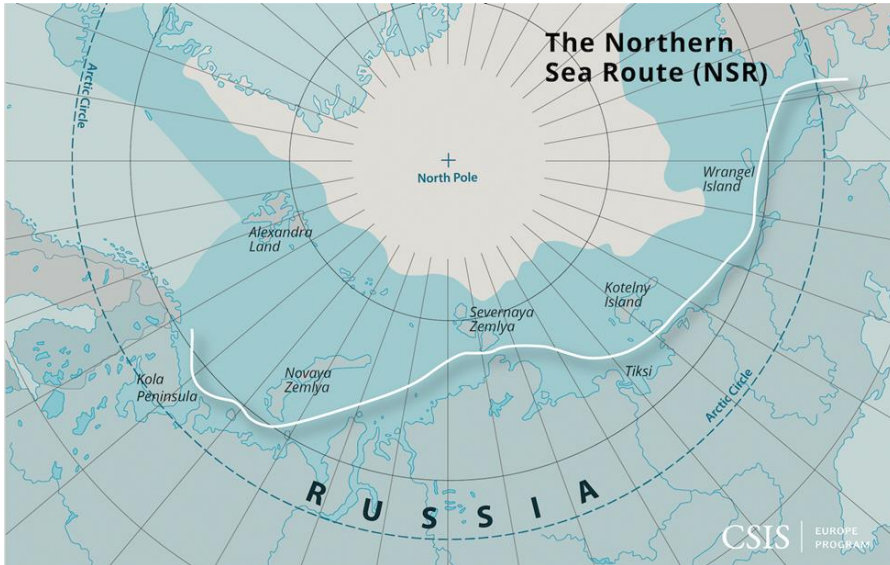 The Northern
Sea Route (NSR)
Arctic Circle
North Pole
Wrangel
Island
Alexandra
Land
Kotelny
Island
Severnaya
Zemlya
Novaya
Zemlya
Tiksi
Kola
Peninsula
Arctic Circle
RUSSIA
CSIS
EUROPE
PROGRAM